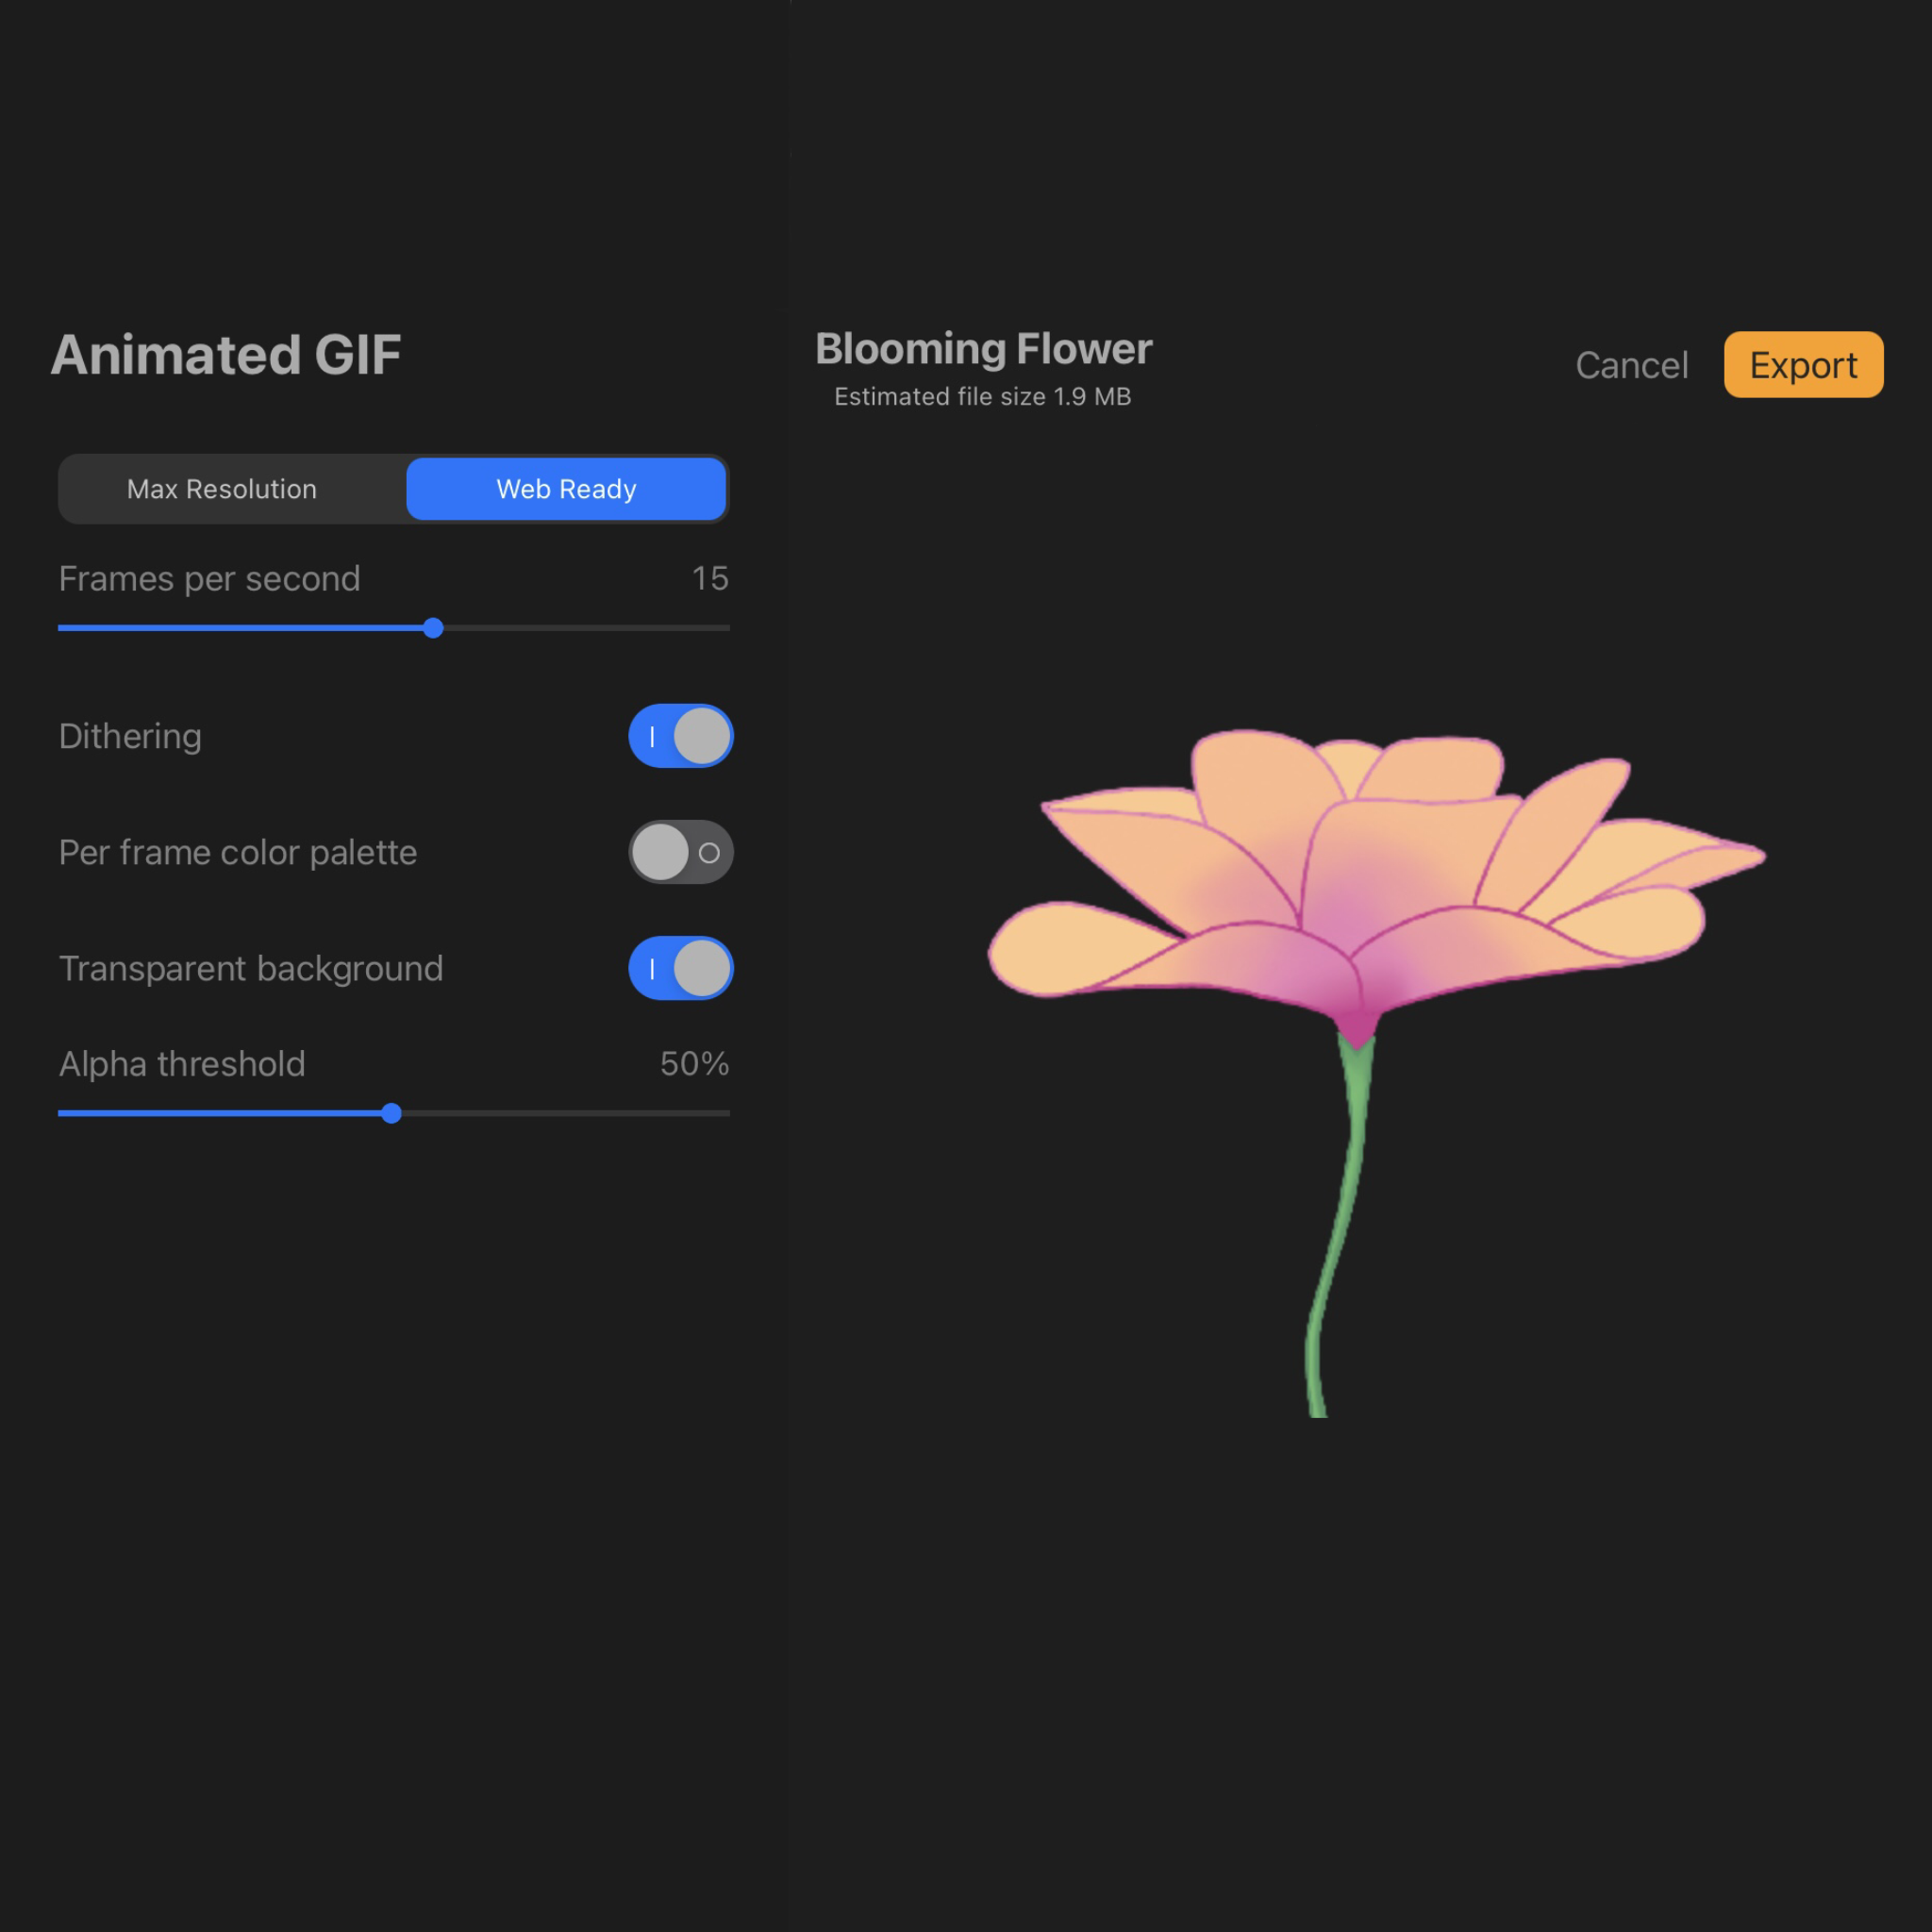 Animated GIF
Max Resolution
Web Ready
Frames per second
15
Dithering
Per frame color palette
Transparent background
Alpha threshold
50%
Blooming Flower
Estimated file size 1.9 MB
Cancel
Export